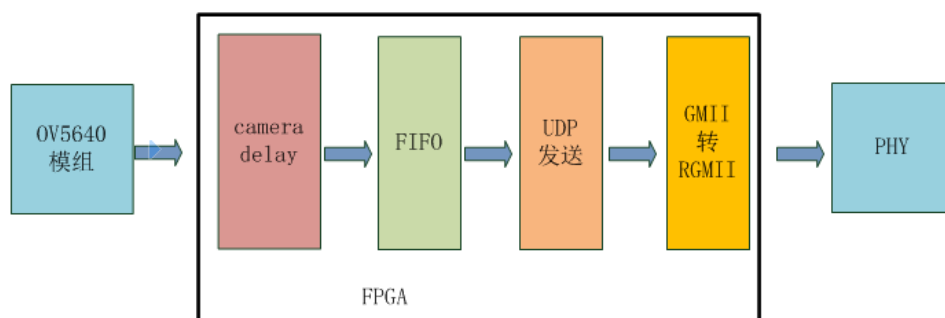 OV5640
模组
camera
delay
FIFO
UDP
发送
GMII
转
RGMII
PHY
FPGA